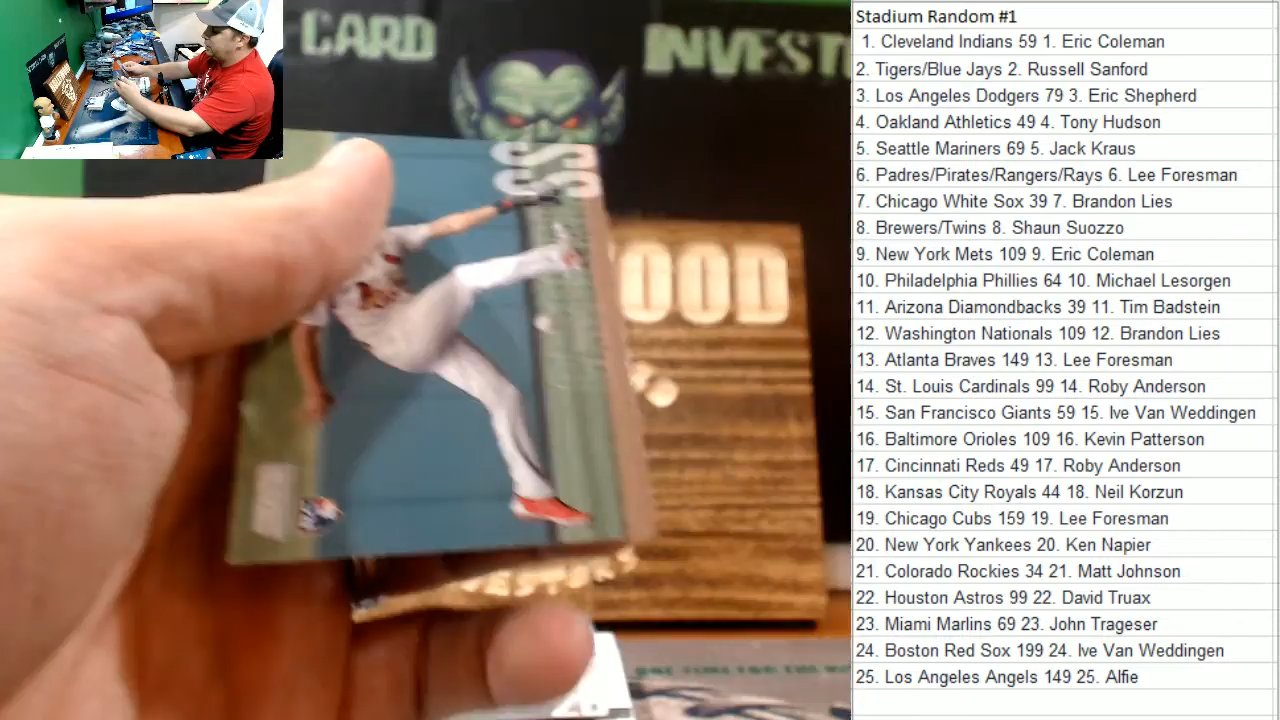 CARD INVEST
OOD
Stadium Random #1
1. Cleveland Indians 59 1. Eric Coleman
2. Tigers/Blue Jays 2. Russell Sanford
3. Los Angeles Dodgers 79 3. Eric Shepherd
4. Oakland Athletics 49 4. Tony Hudson
5. Seattle Mariners 69 5. Jack Kraus
6. Padres/Pirates/Rangers/Rays 6. Lee Foresman
7. Chicago White Sox 39 7. Brandon Lies
8. Brewers/Twins 8. Shaun Suozzo
9. New York Mets 109 9. Eric Coleman
10. Philadelphia Phillies 64 10. Michael Lesorgen
11. Arizona Diamondbacks 39 11. Tim Badstein
12. Washington Nationals 109 12. Brandon Lies
13. Atlanta Braves 149 13. Lee Foresman
14. St. Louis Cardinals 99 14. Roby Anderson
15. San Francisco Giants 59 15. Ive Van Weddingen
16. Baltimore Orioles 109 16. Kevin Patterson
17. Cincinnati Reds 49 17. Roby Anderson
18. Kansas City Royals 44 18. Neil Korzun
19. Chicago Cubs 159 19. Lee Foresman
20. New York Yankees 20. Ken Napier
21. Colorado Rockies 34 21. Matt Johnson
22. Houston Astros 99 22. David Truax
23. Miami Marlins 69 23. John Trageser
24. Boston Red Sox 199 24. Ive Van Weddingen
25. Los Angeles Angels 149 25. Alfie